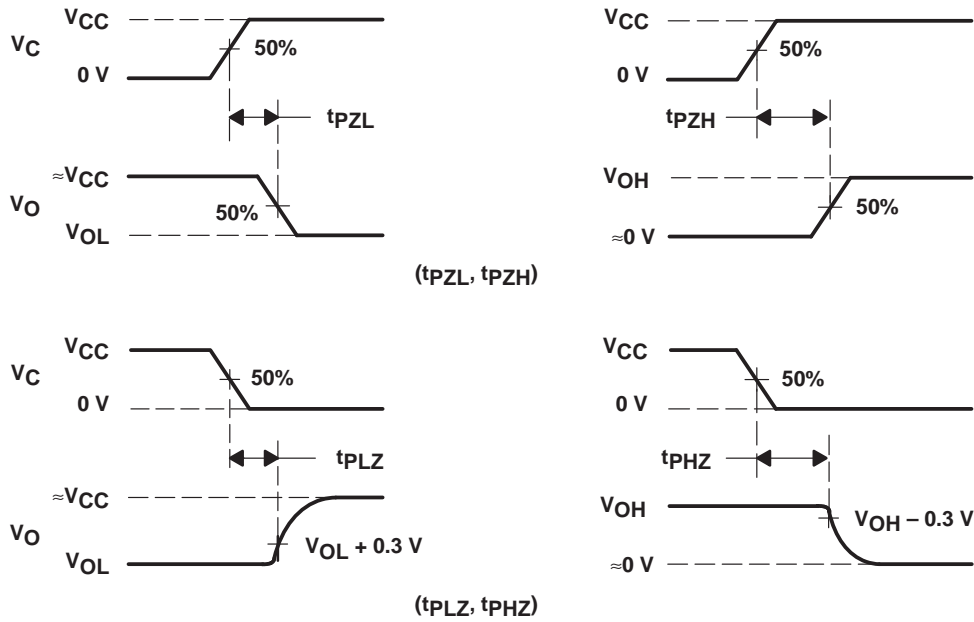 VCC
VC
50%
0 V
tPZL
≈VCC
VO
50%
VOL
VCC
50%
0 V
tPZH
VOH
50%
≈0 V
(tPZL, tPZH)
VCC
VC
50%
0 V
tPLZ
≈VCC
VO
VOL + 0.3 V
VOL
VCC
50%
0 V
tPHZ
VOH
VOH – 0.3 V
≈0 V
(tPLZ, tPHZ)